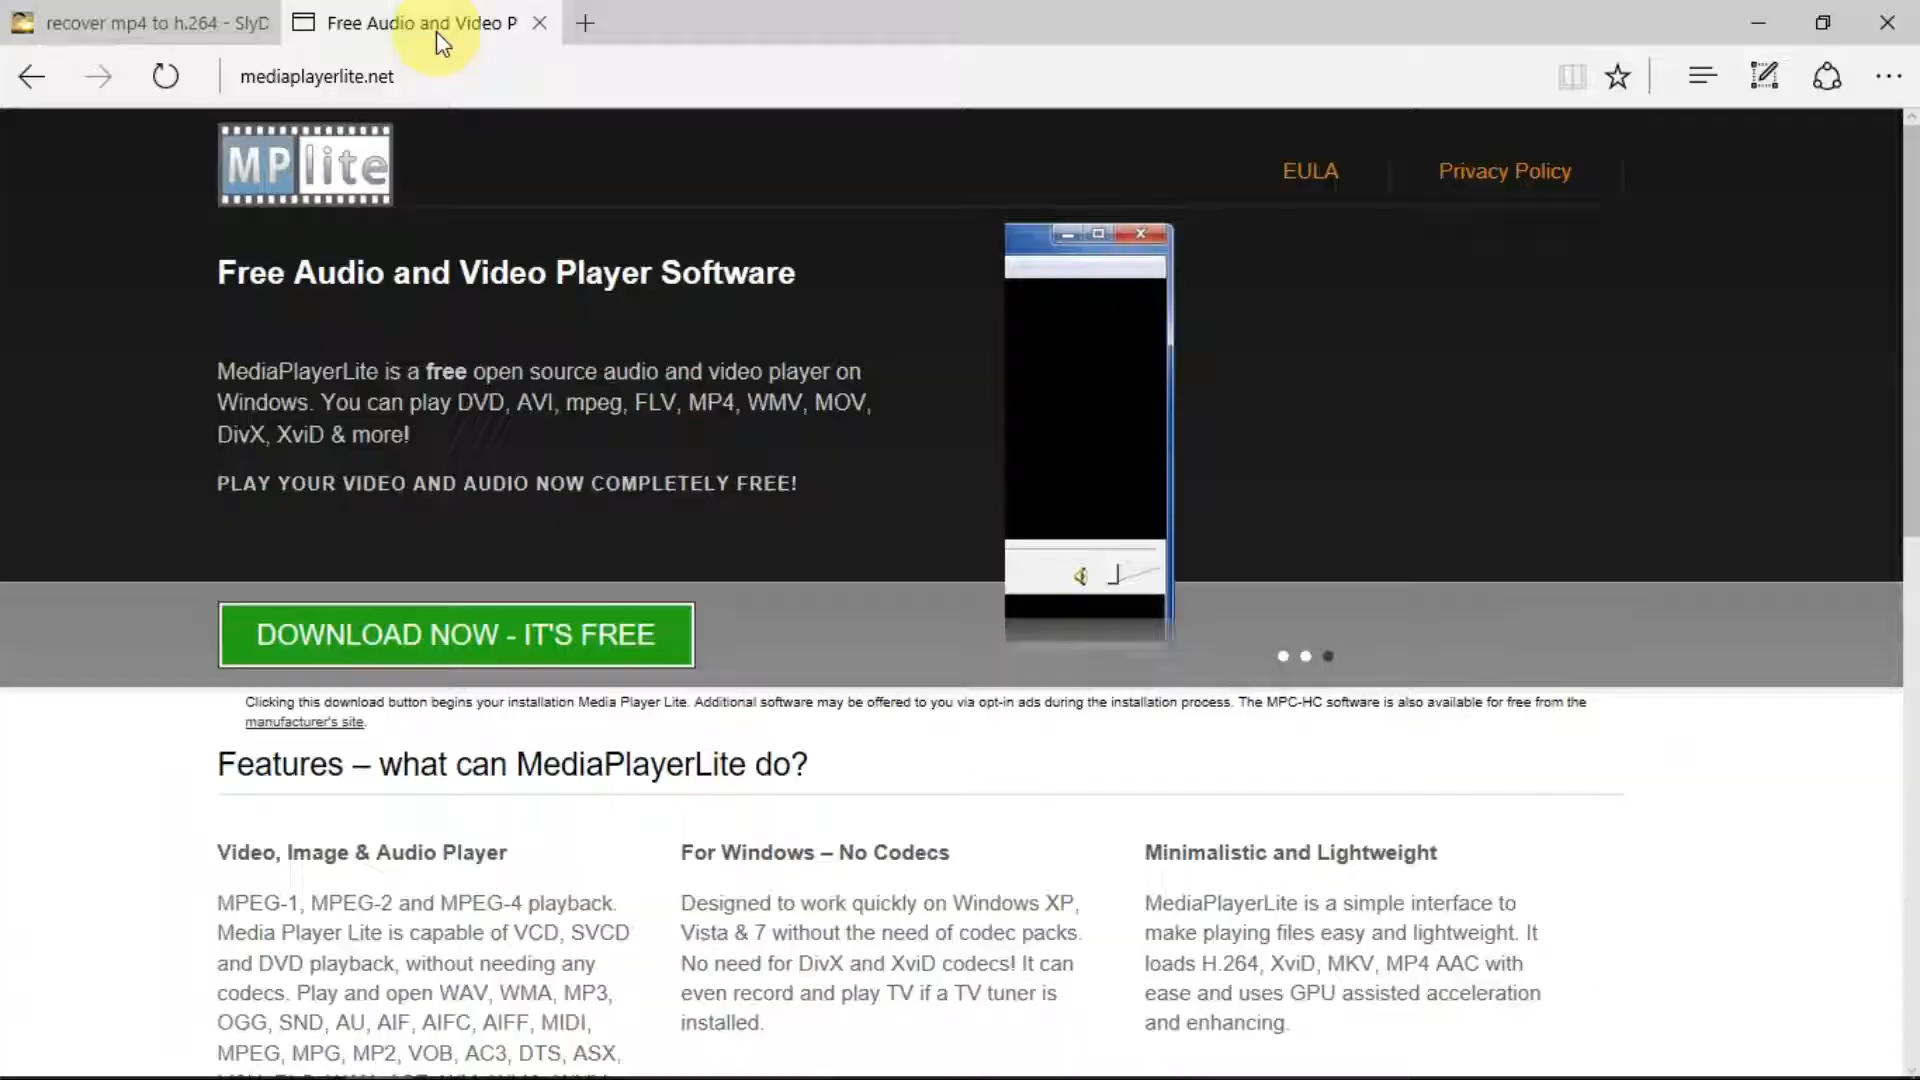 recover mp4 to h.264 - SlyD
Free Audio and Video P
mediaplayerlite.net
MPlite
EULA
Privacy Policy
Free Audio and Video Player Software
MediaPlayerLite is a free open source audio and video player on
Windows. You can play DVD, AVI, mpeg, FLV, MP4, WMV, MOV,
DivX, XviD & more!
PLAY YOUR VIDEO AND AUDIO NOW COMPLETELY FREE!
DOWNLOAD NOW - IT'S FREE
Clicking this download button begins your installation Media Player Lite. Additional software may be offered to you via opt-in ads during the installation process. The MPC-HC software is also available for free from the
manufacturer's site.
Features – what can MediaPlayerLite do?
Video, Image & Audio Player
MPEG-1, MPEG-2 and MPEG-4 playback.
Media Player Lite is capable of VCD, SVCD
and DVD playback, without needing any
codecs. Play and open WAV, WMA, MP3,
OGG, SND, AU, AIF, AIFC, AIFF, MIDI,
MPEG, MPG, MP2, VOB, AC3, DTS, ASX,
For Windows – No Codecs
Designed to work quickly on Windows XP,
Vista & 7 without the need of codec packs.
No need for DivX and XviD codecs! It can
even record and play TV if a TV tuner is
installed.
Minimalistic and Lightweight
MediaPlayerLite is a simple interface to
make playing files easy and lightweight. It
loads H.264, XviD, MKV, MP4 AAC with
ease and uses GPU assisted acceleration
and enhancing.